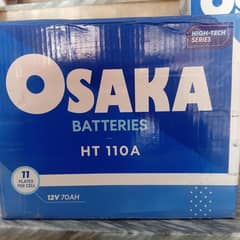 HIGH-TECH
SERIES
OSAKA
BATTERIES
HT 110A
11
PLATES
PER CELL
12V 70AH